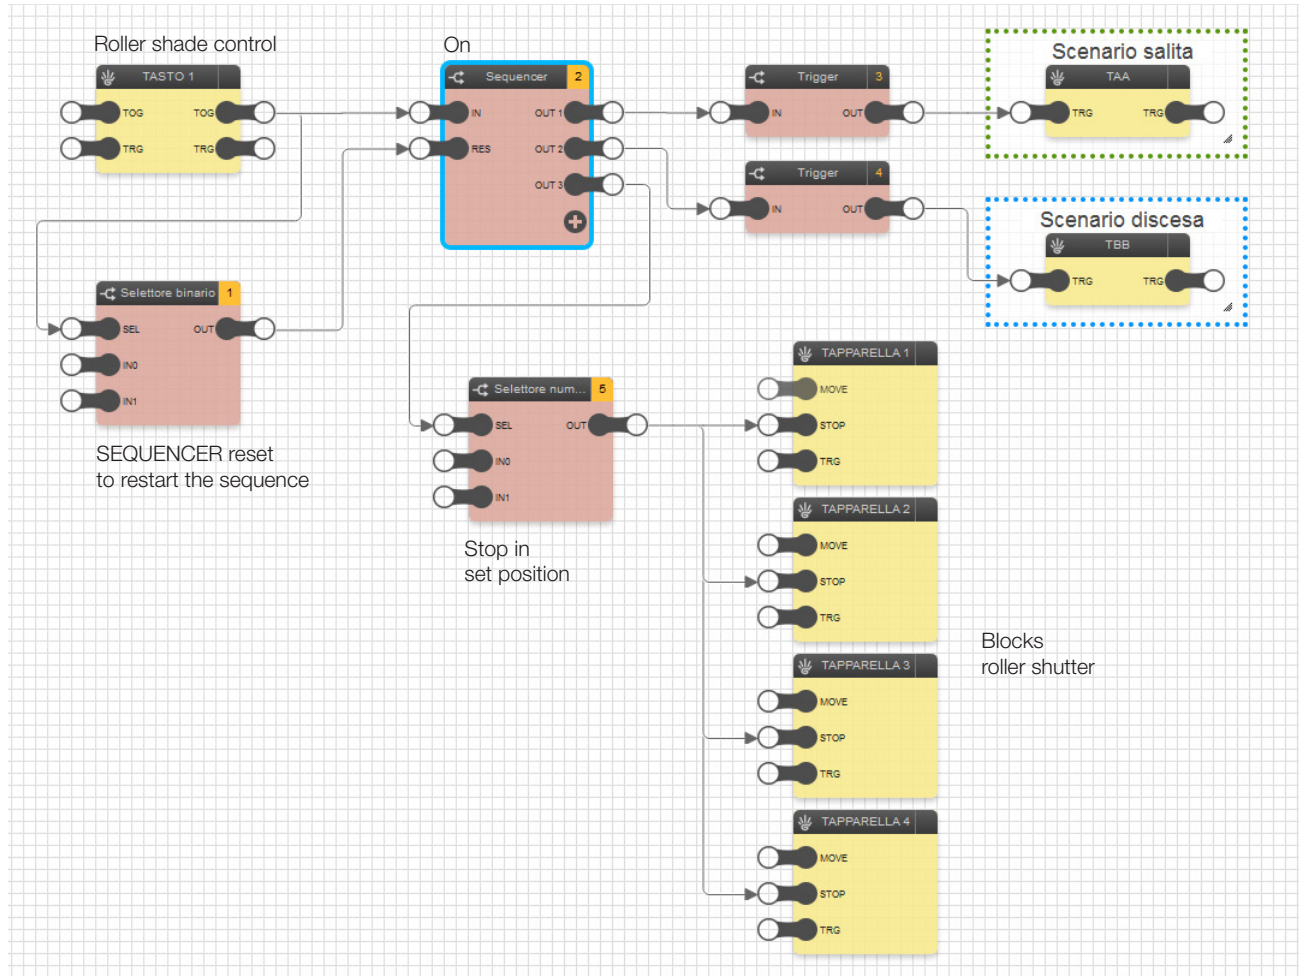 Roller shade control
TASTO 1
TOG TOG
TRG TRG
On
Sequencer 2
IN OUT 1
RES OUT 2
OUT 3
Trigger 3
IN OUT
Trigger 4
IN OUT
Scenario salita
TAA
TRG TRG
Scenario discesa
TBB
TRG TRG
Selettore binario 1
SEL OUT
IN0
IN1
SEQUENCER reset
to restart the sequence
Selettore num... 5
SEL OUT
IN0
IN1
Stop in
set position
TAPPARELLA 1
MOVE
STOP
TRG
TAPPARELLA 2
MOVE
STOP
TRG
TAPPARELLA 3
MOVE
STOP
TRG
TAPPARELLA 4
MOVE
STOP
TRG
Blocks
roller shutter